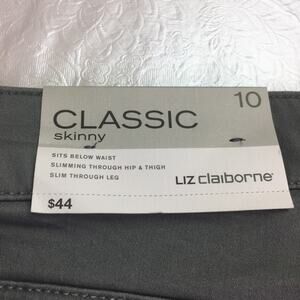 10
CLASSIC
skinny
SITS BELOW WAIST
SLIMMING THROUGH HIP & THIGH
SLIM THROUGH LEG
LIZ claiborne
$44